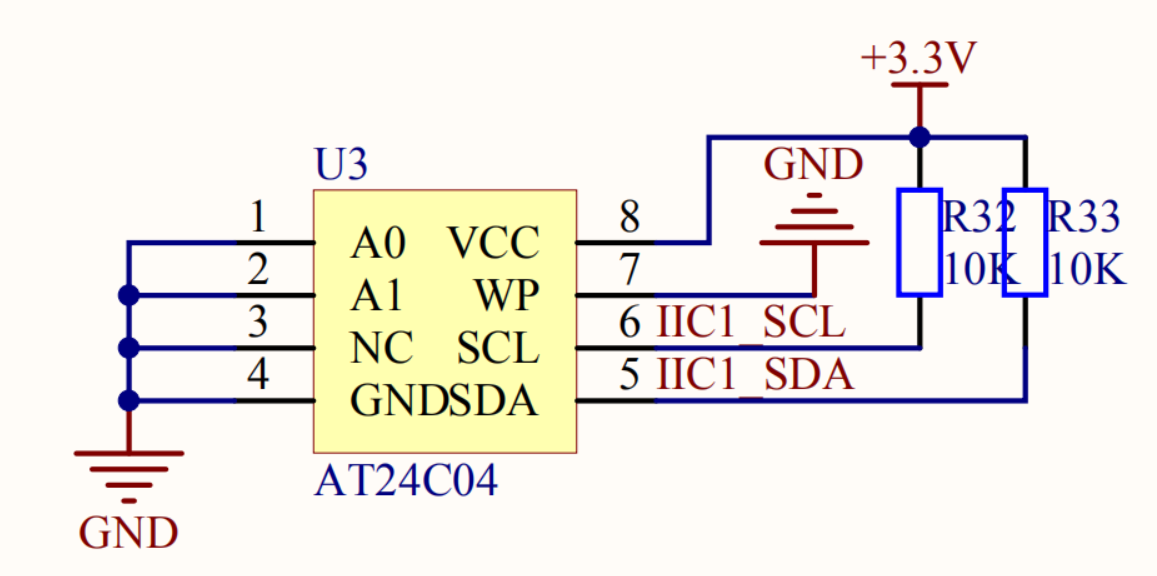 +3.3V
U3
GND
1 A0 VCC 8
R32 R33
2 A1 WP 7
10K 10K
3 NC SCL 6 IIC1_SCL
4 GND SDA 5 IIC1_SDA
AT24C04
GND